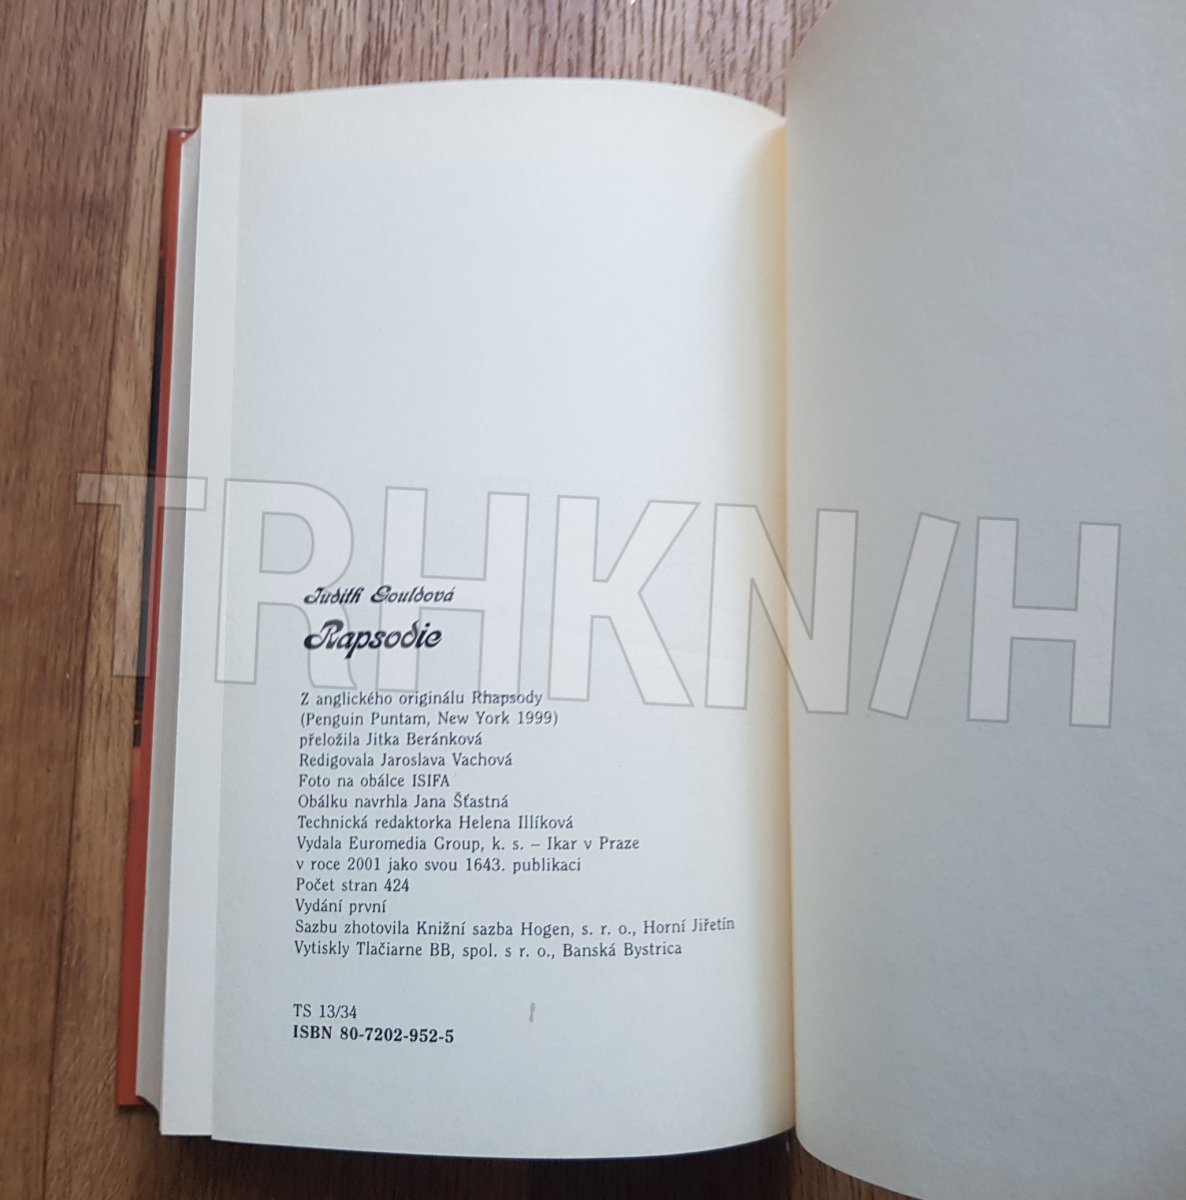 Judith Gouldová
Rapsodie
Z anglického originálu Rhapsody
(Penguin Puntam, New York 1999)
přeložila Jitka Beránková
Redigovala Jaroslava Vachová
Foto na obálce ISIFA
Obálku navrhla Jana Šťastná
Technická redaktorka Helena Illíková
Vydala Euromedia Group, k. s. – Ikar v Praze
v roce 2001 jako svou 1643. publikaci
Počet stran 424
Vydání první
Sazbu zhotovila Knižní sazba Hogen, s. r. o., Horní Jiřetín
Vytiskly Tlačiarne BB, spol. s r. o., Banská Bystrica
TS 13/34
ISBN 80-7202-952-5
TRHKN/H